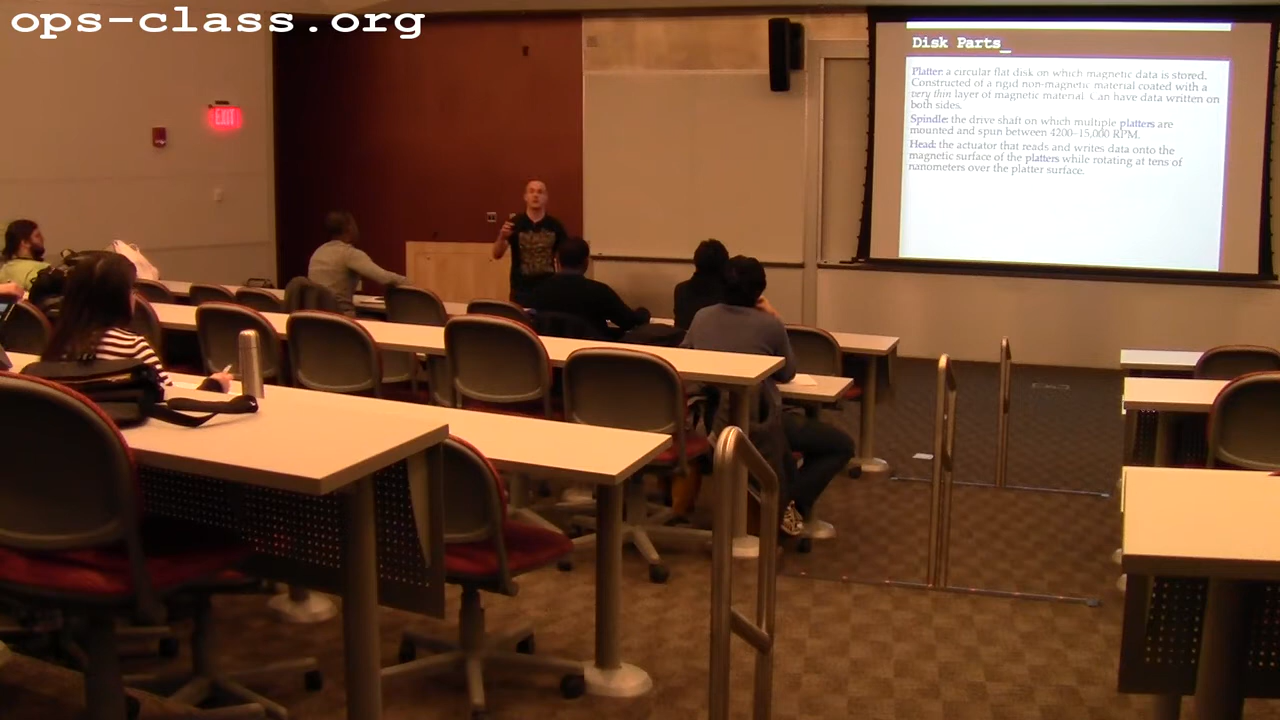 ops-class.org
EXIT
Disk Parts_
Platter: a circular flat disk on which magnetic data is stored.
Constructed of a rigid non-magnetic material coated with a
very thin layer of magnetic material. Can have data written on
both sides.
Spindle: the drive shaft on which multiple platters are
mounted and spun between 4200–15,000 RPM.
Head: the actuator that reads and writes data onto the
magnetic surface of the platters while rotating at tens of
nanometers over the platter surface.